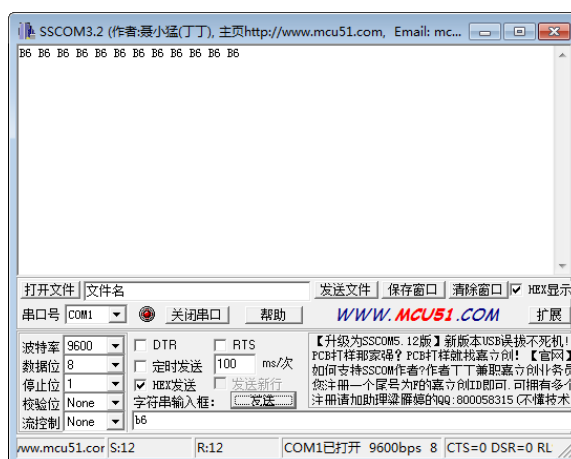 SSCOM3.2 (作者:聂小猛(丁丁), 主页http://www.mcu51.com, Email: mc...
B6 B6 B6 B6 B6 B6 B6 B6 B6 B6 B6 B6
打开文件 文件名 发送文件 保存窗口 清除窗口 HEX显示
串口号 COM1 关闭串口 帮助 WWW.MCU51.COM 扩展
波特率 9600 DTR RTS
数据位 8 定时发送 100 ms/次
停止位 1 HEX发送 发送新行
校验位 None 字符串输入框: 发送
流控制 None b6
【升级为SSCOM5.12版】新版本USB误拔不死机!
PCB打样那家强? PCB打样就找嘉立创! 【官网】
如何支持SSCOM作者?作者丁丁兼职嘉立创业务员
您注册一个尾号为F的嘉立创ID即可.可拥有多个
注册请加助理梁雁婷的QQ:800058315(不懂技术
www.mcu51.cor S:12 R:12 COM1已打开 9600bps 8 CTS=0 DSR=0 RL